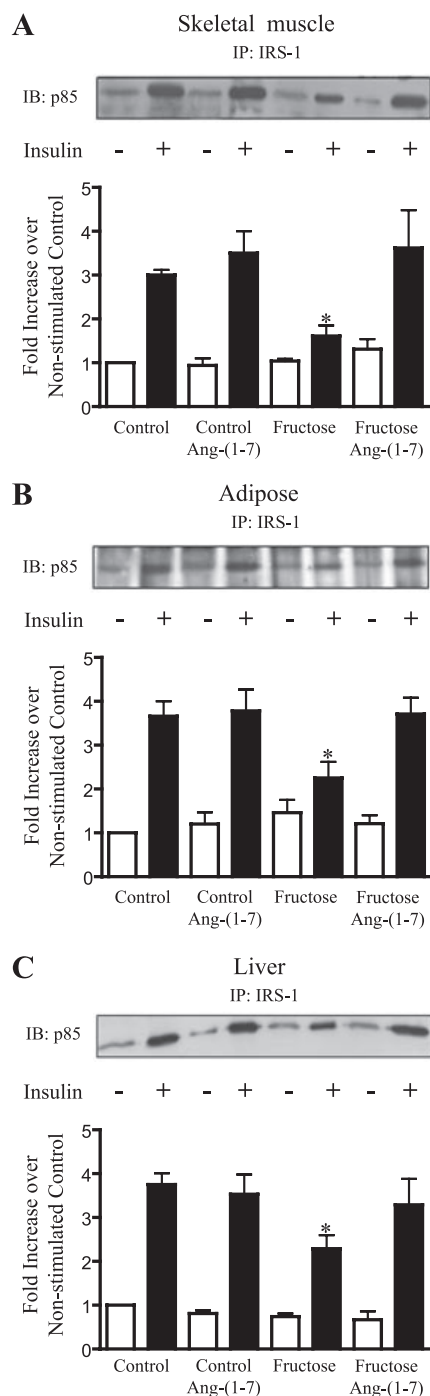 A
Skeletal muscle
IP: IRS-1
IB: p85
Insulin - + - + - + - +
Fold Increase over
Non-stimulated Control
5
4
3
2
1
0
*
Control Control Fructose Fructose
Ang-(1-7) Ang-(1-7)
B
Adipose
IP: IRS-1
IB: p85
Insulin - + - + - + - +
Fold Increase over
Non-stimulated Control
5
4
3
2
1
0
*
Control Control Fructose Fructose
Ang-(1-7) Ang-(1-7)
C
Liver
IP: IRS-1
IB: p85
Insulin - + - + - + - +
Fold Increase over
Non-stimulated Control
5
4
3
2
1
0
*
Control Control Fructose Fructose
Ang-(1-7) Ang-(1-7)